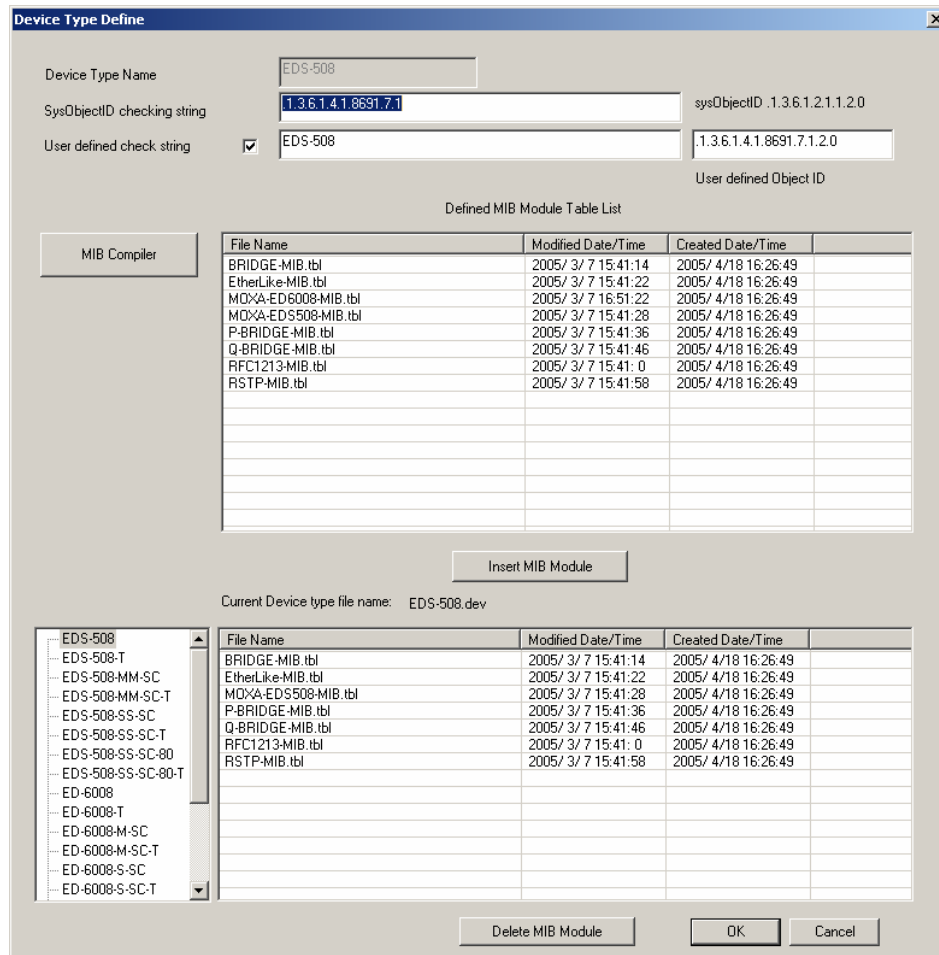 Device Type Define
Device Type Name
EDS-508
SysObjectID checking string
.1.3.6.1.4.1.8691.7.1
sysObjectID .1.3.6.1.2.1.1.2.0
User defined check string
EDS-508
.1.3.6.1.4.1.8691.7.1.2.0
User defined Object ID
Defined MIB Module Table List
MIB Compiler
File Name Modified Date/Time Created Date/Time
BRIDGE-MIB.tbl 2005/ 3/ 7 15:41:14 2005/ 4/18 16:26:49
EtherLike-MIB.tbl 2005/ 3/ 7 15:41:22 2005/ 4/18 16:26:49
MOXA-ED6008-MIB.tbl 2005/ 3/ 7 16:51:22 2005/ 4/18 16:26:49
MOXA-EDS508-MIB.tbl 2005/ 3/ 7 15:41:28 2005/ 4/18 16:26:49
P-BRIDGE-MIB.tbl 2005/ 3/ 7 15:41:36 2005/ 4/18 16:26:49
Q-BRIDGE-MIB.tbl 2005/ 3/ 7 15:41:46 2005/ 4/18 16:26:49
RFC1213-MIB.tbl 2005/ 3/ 7 15:41: 0 2005/ 4/18 16:26:49
RSTP-MIB.tbl 2005/ 3/ 7 15:41:58 2005/ 4/18 16:26:49
Insert MIB Module
Current Device type file name: EDS-508.dev
EDS-508
EDS-508-T
EDS-508-MM-SC
EDS-508-MM-SC-T
EDS-508-SS-SC
EDS-508-SS-SC-T
EDS-508-SS-SC-80
EDS-508-SS-SC-80-T
ED-6008
ED-6008-T
ED-6008-M-SC
ED-6008-M-SC-T
ED-6008-S-SC
ED-6008-S-SC-T
File Name Modified Date/Time Created Date/Time
BRIDGE-MIB.tbl 2005/ 3/ 7 15:41:14 2005/ 4/18 16:26:49
EtherLike-MIB.tbl 2005/ 3/ 7 15:41:22 2005/ 4/18 16:26:49
MOXA-EDS508-MIB.tbl 2005/ 3/ 7 15:41:28 2005/ 4/18 16:26:49
P-BRIDGE-MIB.tbl 2005/ 3/ 7 15:41:36 2005/ 4/18 16:26:49
Q-BRIDGE-MIB.tbl 2005/ 3/ 7 15:41:46 2005/ 4/18 16:26:49
RFC1213-MIB.tbl 2005/ 3/ 7 15:41: 0 2005/ 4/18 16:26:49
RSTP-MIB.tbl 2005/ 3/ 7 15:41:58 2005/ 4/18 16:26:49
Delete MIB Module
OK
Cancel